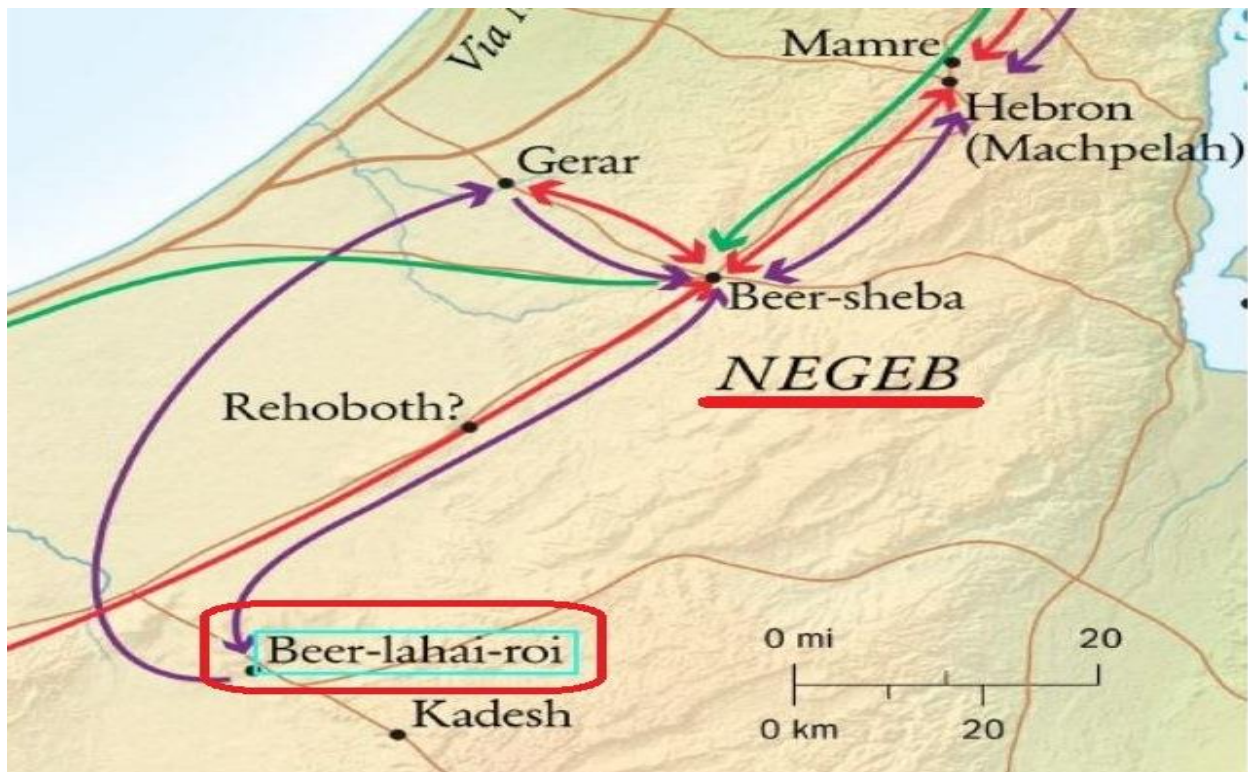 Via
Mamre
Hebron
(Machpelah)
Gerar
Beer-sheba
NEGEB
Rehoboth?
Beer-lahai-roi
Kadesh
0 mi 20
0 km 20